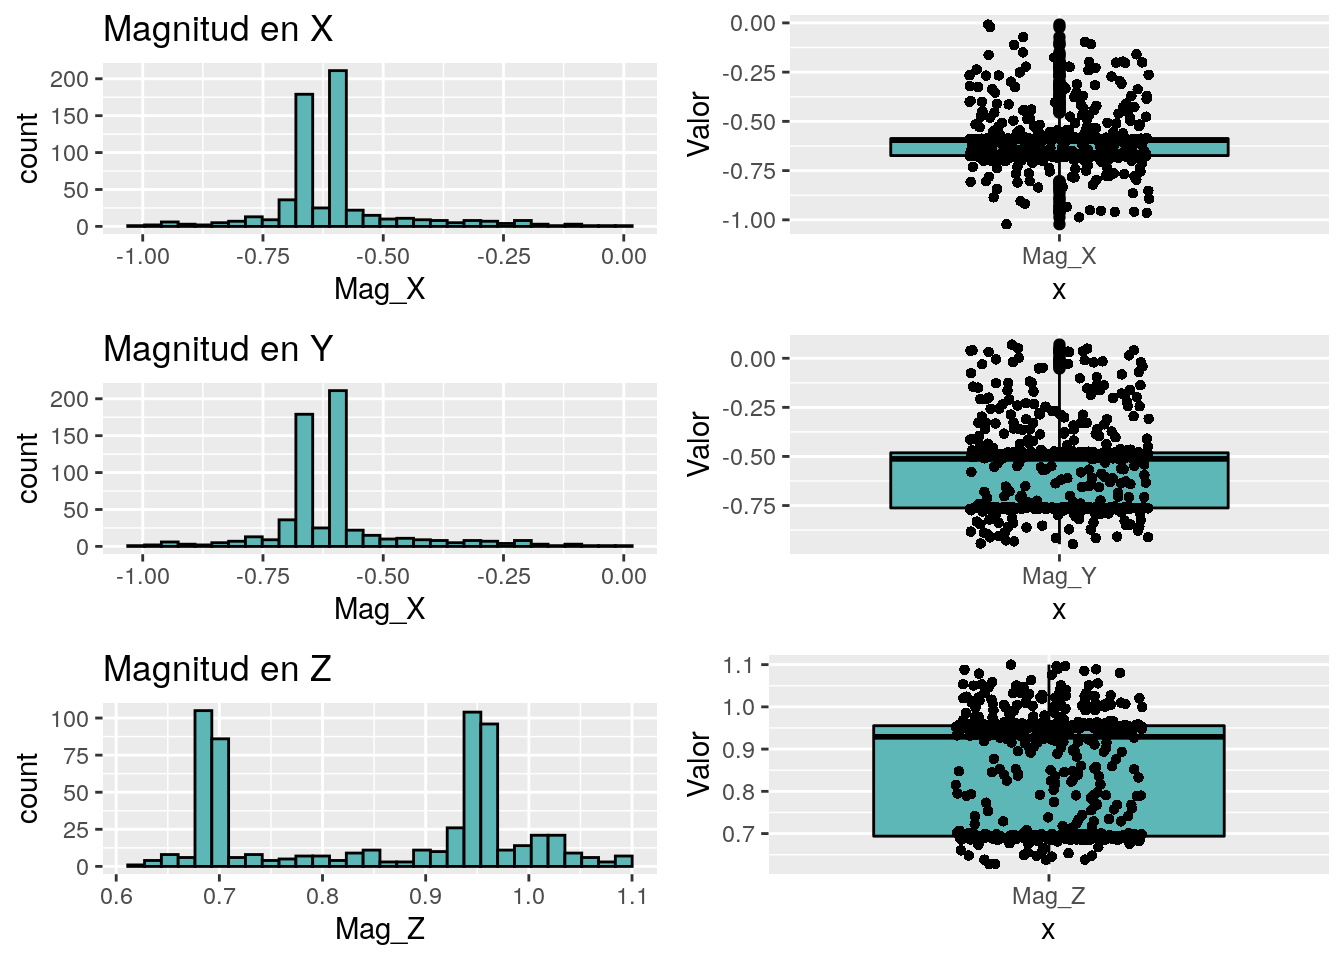 Magnitud en X
count
200
150
100
50
0
-1.00 -0.75 -0.50 -0.25 0.00
Mag_X
Valor
0.00
-0.25
-0.50
-0.75
-1.00
Mag_X
x
Magnitud en Y
count
200
150
100
50
0
-1.00 -0.75 -0.50 -0.25 0.00
Mag_X
Valor
0.00
-0.25
-0.50
-0.75
Mag_Y
x
Magnitud en Z
count
100
75
50
25
0
0.6 0.7 0.8 0.9 1.0 1.1
Mag_Z
Valor
1.1
1.0
0.9
0.8
0.7
Mag_Z
x